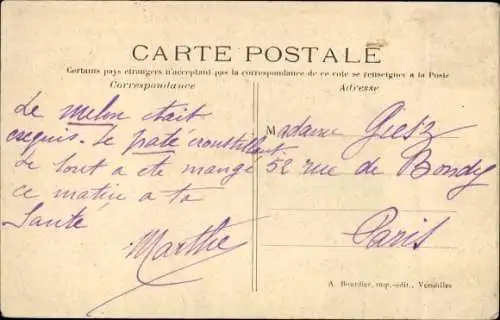 CARTE POSTALE
Certains pays étrangers n'acceptant pas la correspondance de ce cote se renseigner a la Poste
Correspondance
Adresse
Le melon était
exquis. Le paté croustillant.
Le tout a été mangé
ce matin a ta
Santé
Marthe
Madame Giesz
52 rue de Bondy
Paris
A. Bourdier, imp.-édit., Versailles